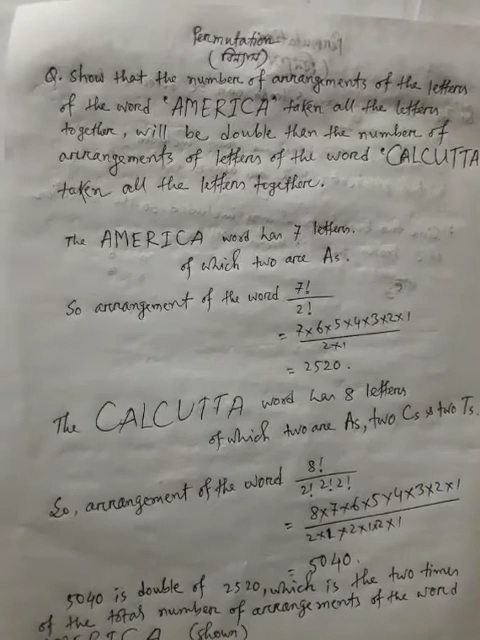 Permutation
(বিন্যাস)
Q. Show that the number of arrangements of the letters
of the word "AMERICA" taken all the letters
together, will be double than the number of
arrangements of letters of the word "CALCUTTA
taken all the letters together.
The AMERICA word has 7 letters.
of which two are As.
So arrangement of the word 7!/2!
= 7×6×5×4×3×2×1/2×1
= 2520.
The CALCUTTA word has 8 letters
of which two are As, two Cs & two Ts.
So, arrangement of the word 8!/2! 2! 2!
= 8×7×6×5×4×3×2×1/2×1×2×1×2×1
= 5040.
5040 is double of 2520, which is the two times
of the total number of arrangements of the word
(shown)